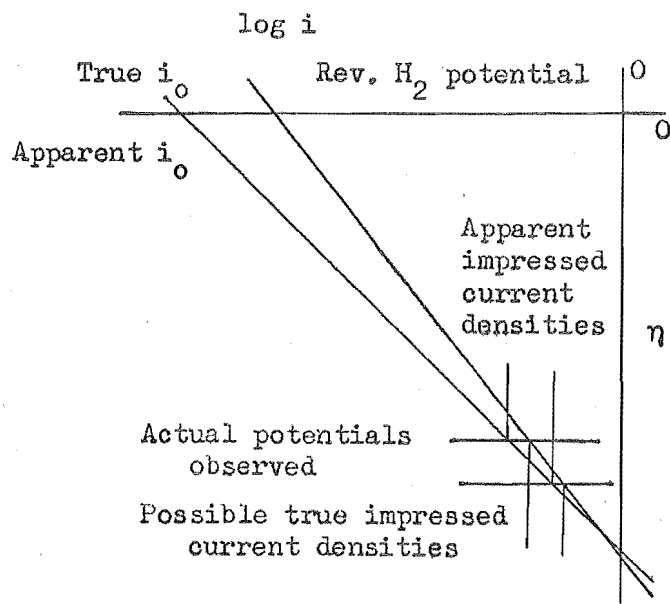 log i
True i₀
Rev. H₂ potential
0
0
Apparent i₀
Apparent
impressed
current
densities
η
Actual potentials
observed
Possible true impressed
current densities